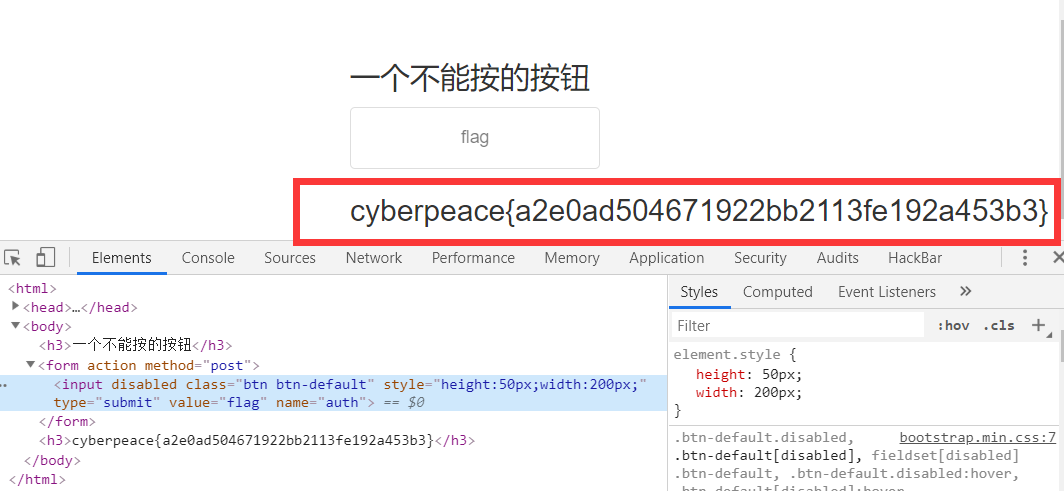 一个不能按的按钮
flag
cyberpeace{a2e0ad504671922bb2113fe192a453b3}
Elements Console Sources Network Performance Memory Application Security Audits HackBar
<html>
<head>…</head>
<body>
<h3>一个不能按的按钮</h3>
<form action method="post">
<input disabled class="btn btn-default" style="height:50px;width:200px;"
type="submit" value="flag" name="auth"> == $0
</form>
<h3>cyberpeace{a2e0ad504671922bb2113fe192a453b3}</h3>
</body>
</html>
Styles Computed Event Listeners »
Filter :hov .cls +
element.style {
height: 50px;
width: 200px;
}
.btn-default.disabled, bootstrap.min.css:7
.btn-default[disabled], fieldset[disabled]
.btn-default, .btn-default.disabled:hover,
.btn-default[disabled]:hover